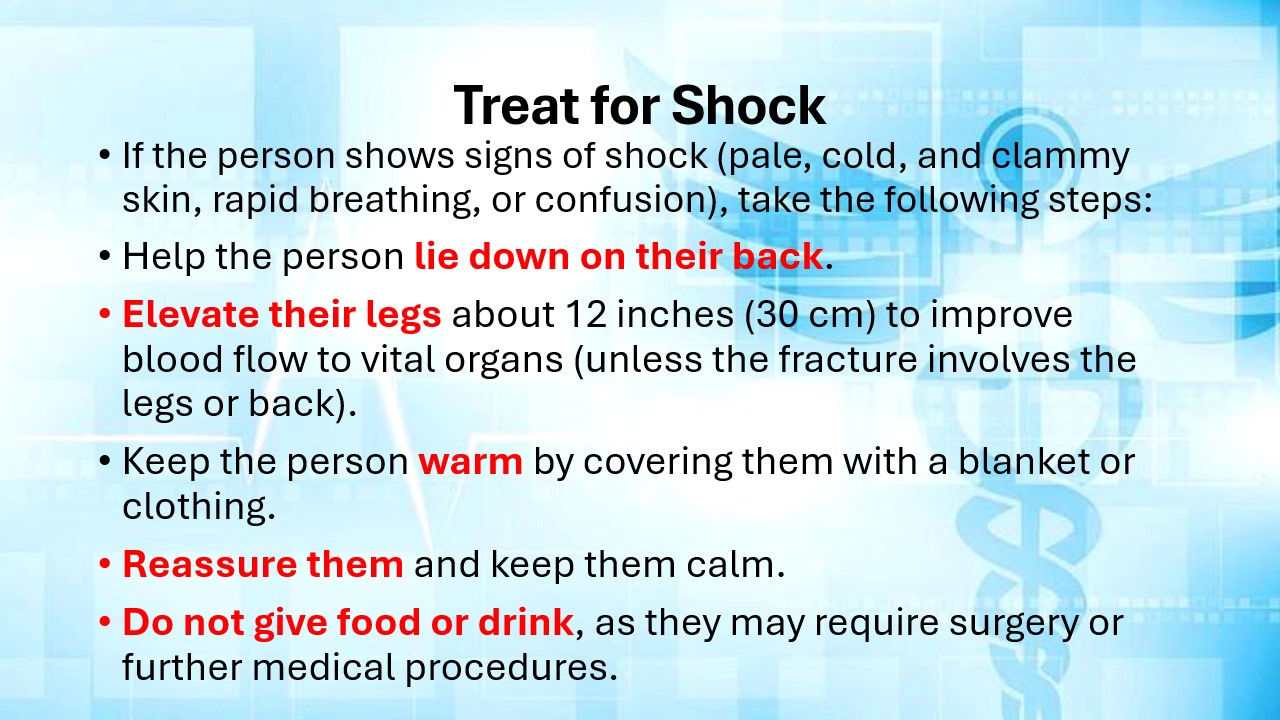 Treat for Shock
• If the person shows signs of shock (pale, cold, and clammy
skin, rapid breathing, or confusion), take the following steps:
• Help the person lie down on their back.
• Elevate their legs about 12 inches (30 cm) to improve
blood flow to vital organs (unless the fracture involves the
legs or back).
• Keep the person warm by covering them with a blanket or
clothing.
• Reassure them and keep them calm.
• Do not give food or drink, as they may require surgery or
further medical procedures.